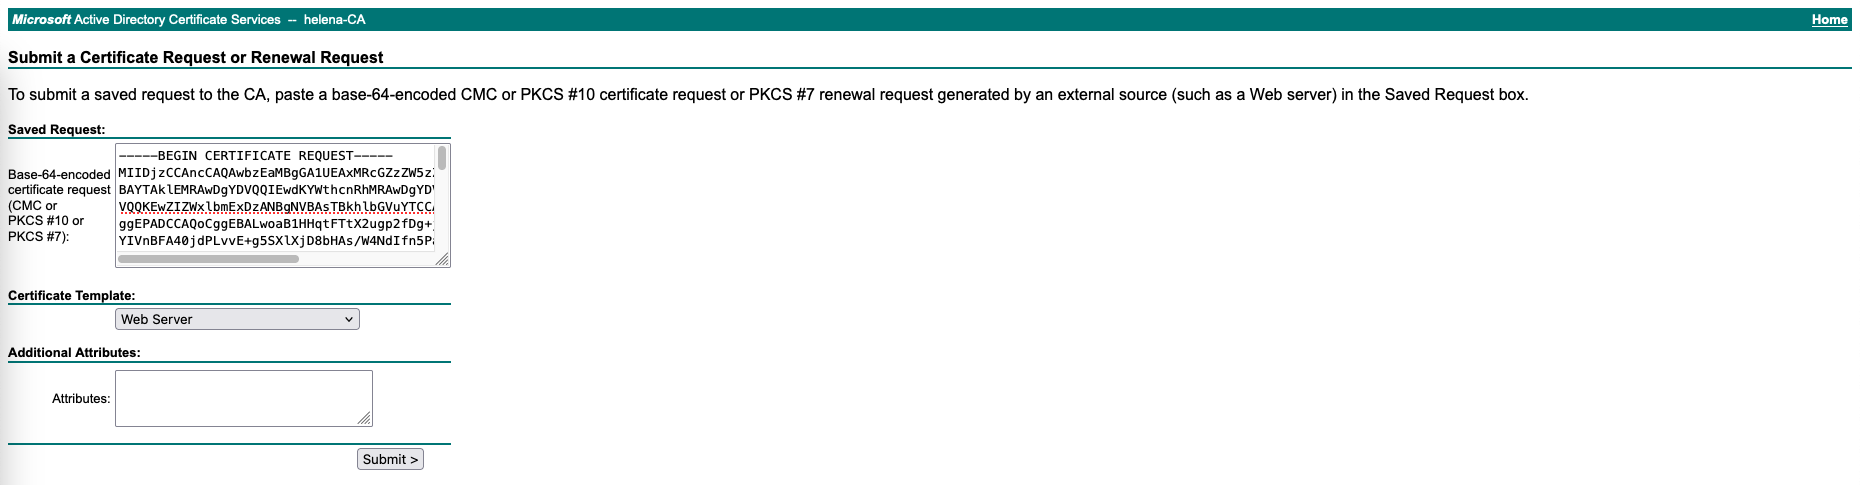 Microsoft Active Directory Certificate Services -- helena-CA
Home
Submit a Certificate Request or Renewal Request
To submit a saved request to the CA, paste a base-64-encoded CMC or PKCS #10 certificate request or PKCS #7 renewal request generated by an external source (such as a Web server) in the Saved Request box.
Saved Request:
Base-64-encoded
certificate request
(CMC or
PKCS #10 or
PKCS #7):
-----BEGIN CERTIFICATE REQUEST-----
MIIDjzCCAncCAQAwbzEaMBgGA1UEAxMRcGZzZW5z
BAYTAklEMRAwDgYDVQQIEwdKYWthcnRhMRAwDgYD
VQQKEwZIZWxlbmExDzANBgNVBAsTBkhlbGVuYTCC
ggEPADCCAQoCggEBALwoaB1HHqtFTtX2ugp2fDg+
YIVnBFA40jdPLvvE+g5SXlXjD8bHAs/W4NdIfn5P
Certificate Template:
Web Server
Additional Attributes:
Attributes:
Submit >